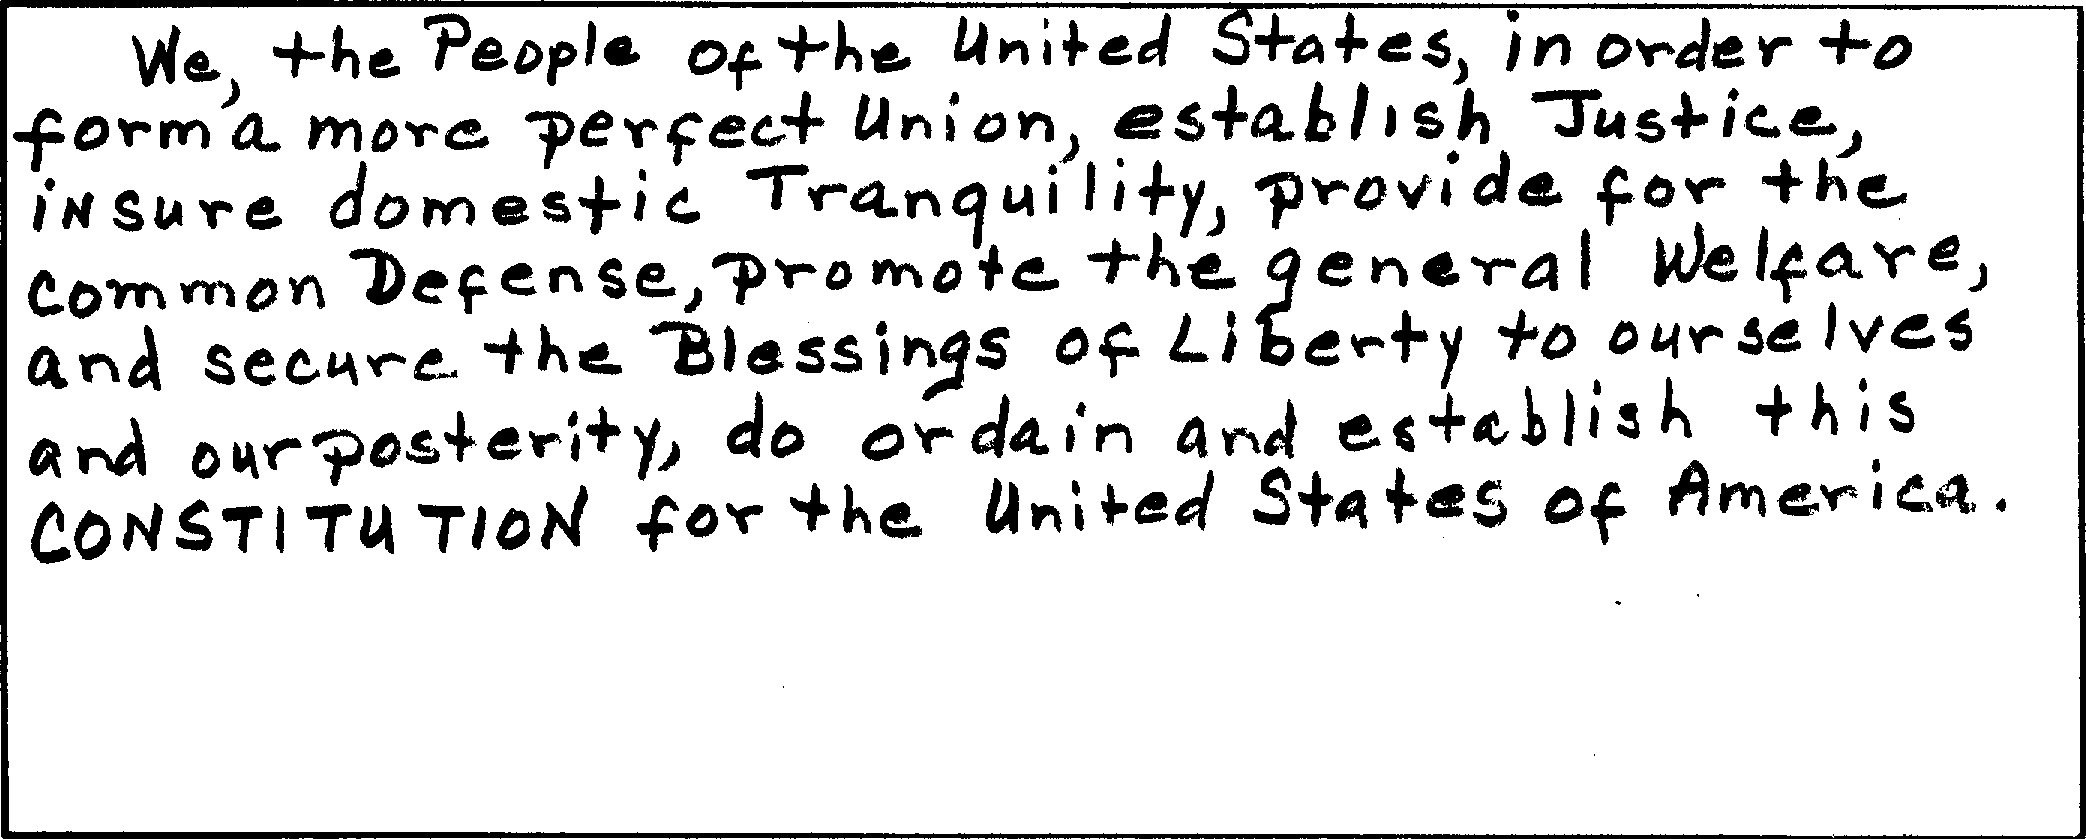 We, the People of the United States, in order to
form a more perfect Union, establish Justice,
insure domestic Tranquility, provide for the
common Defense, promote the general Welfare,
and secure the Blessings of Liberty to ourselves
and our posterity, do ordain and establish this
CONSTITUTION for the United States of America.